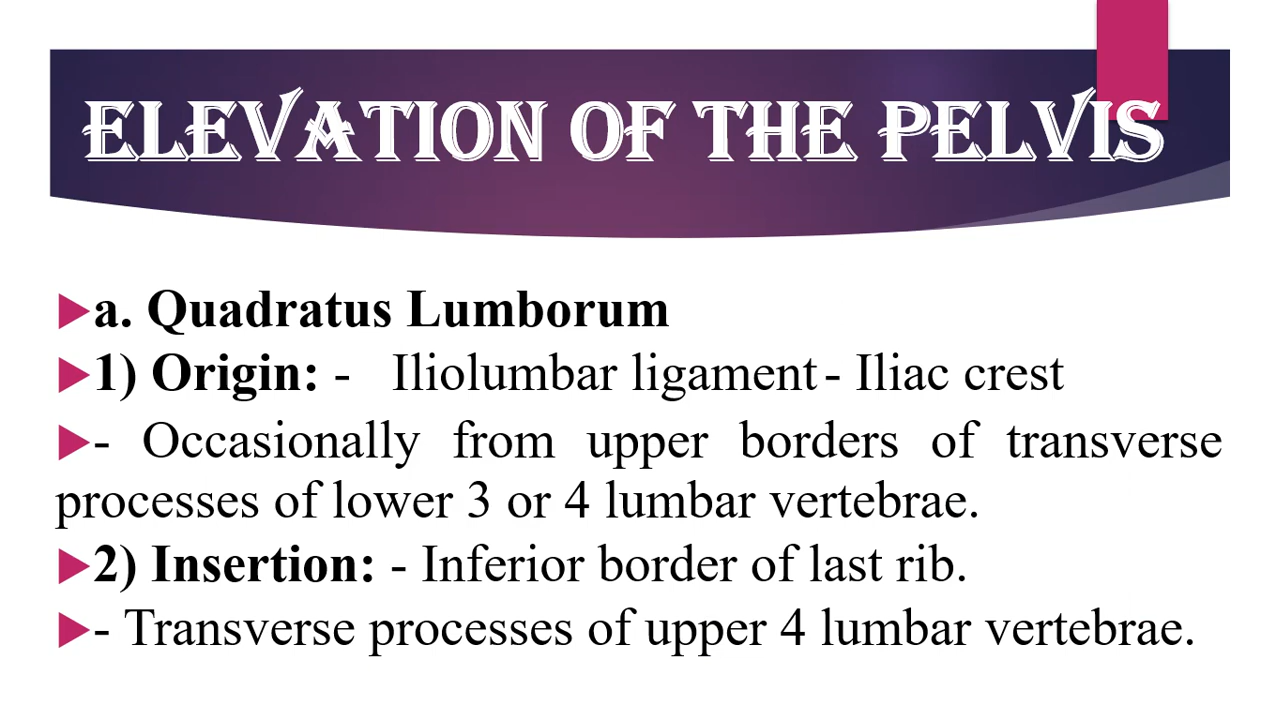 ELEVATION OF THE PELVIS
a. Quadratus Lumborum
1) Origin: - Iliolumbar ligament - Iliac crest
- Occasionally from upper borders of transverse
processes of lower 3 or 4 lumbar vertebrae.
2) Insertion: - Inferior border of last rib.
- Transverse processes of upper 4 lumbar vertebrae.